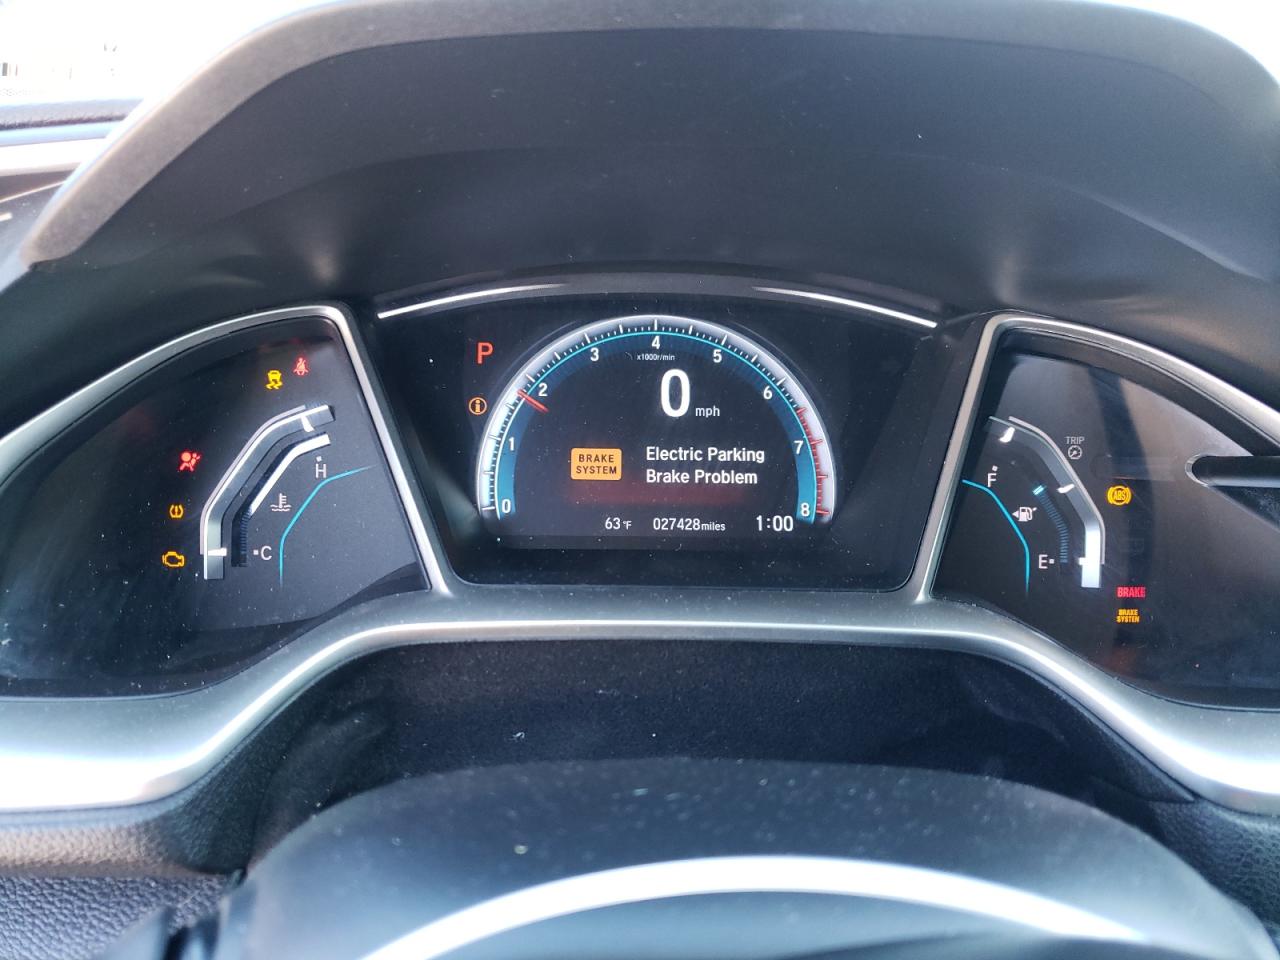 P
0 1 2 3 4 5 6 7 8
x1000r/min
0 mph
BRAKE
SYSTEM
Electric Parking
Brake Problem
63°F 027428miles 1:00
H
C
TRIP
F
E
ABS
BRAKE
BRAKE
SYSTEM